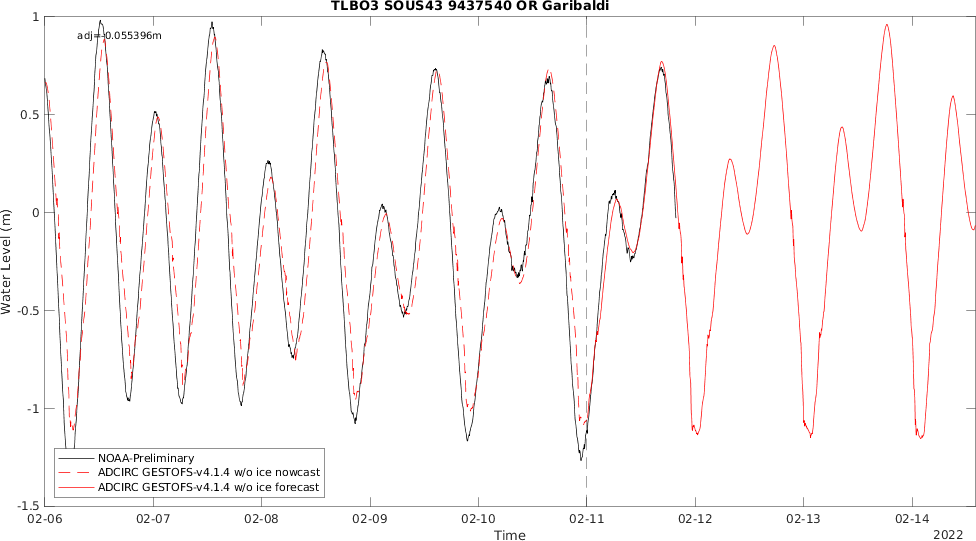 TLBO3 SOUS43 9437540 OR Garibaldi
adj=-0.055396m
1
0.5
0
-0.5
-1
-1.5
Water Level (m)
NOAA-Preliminary
ADCIRC GESTOFS-v4.1.4 w/o ice nowcast
ADCIRC GESTOFS-v4.1.4 w/o ice forecast
02-06 02-07 02-08 02-09 02-10 02-11 02-12 02-13 02-14
Time
2022